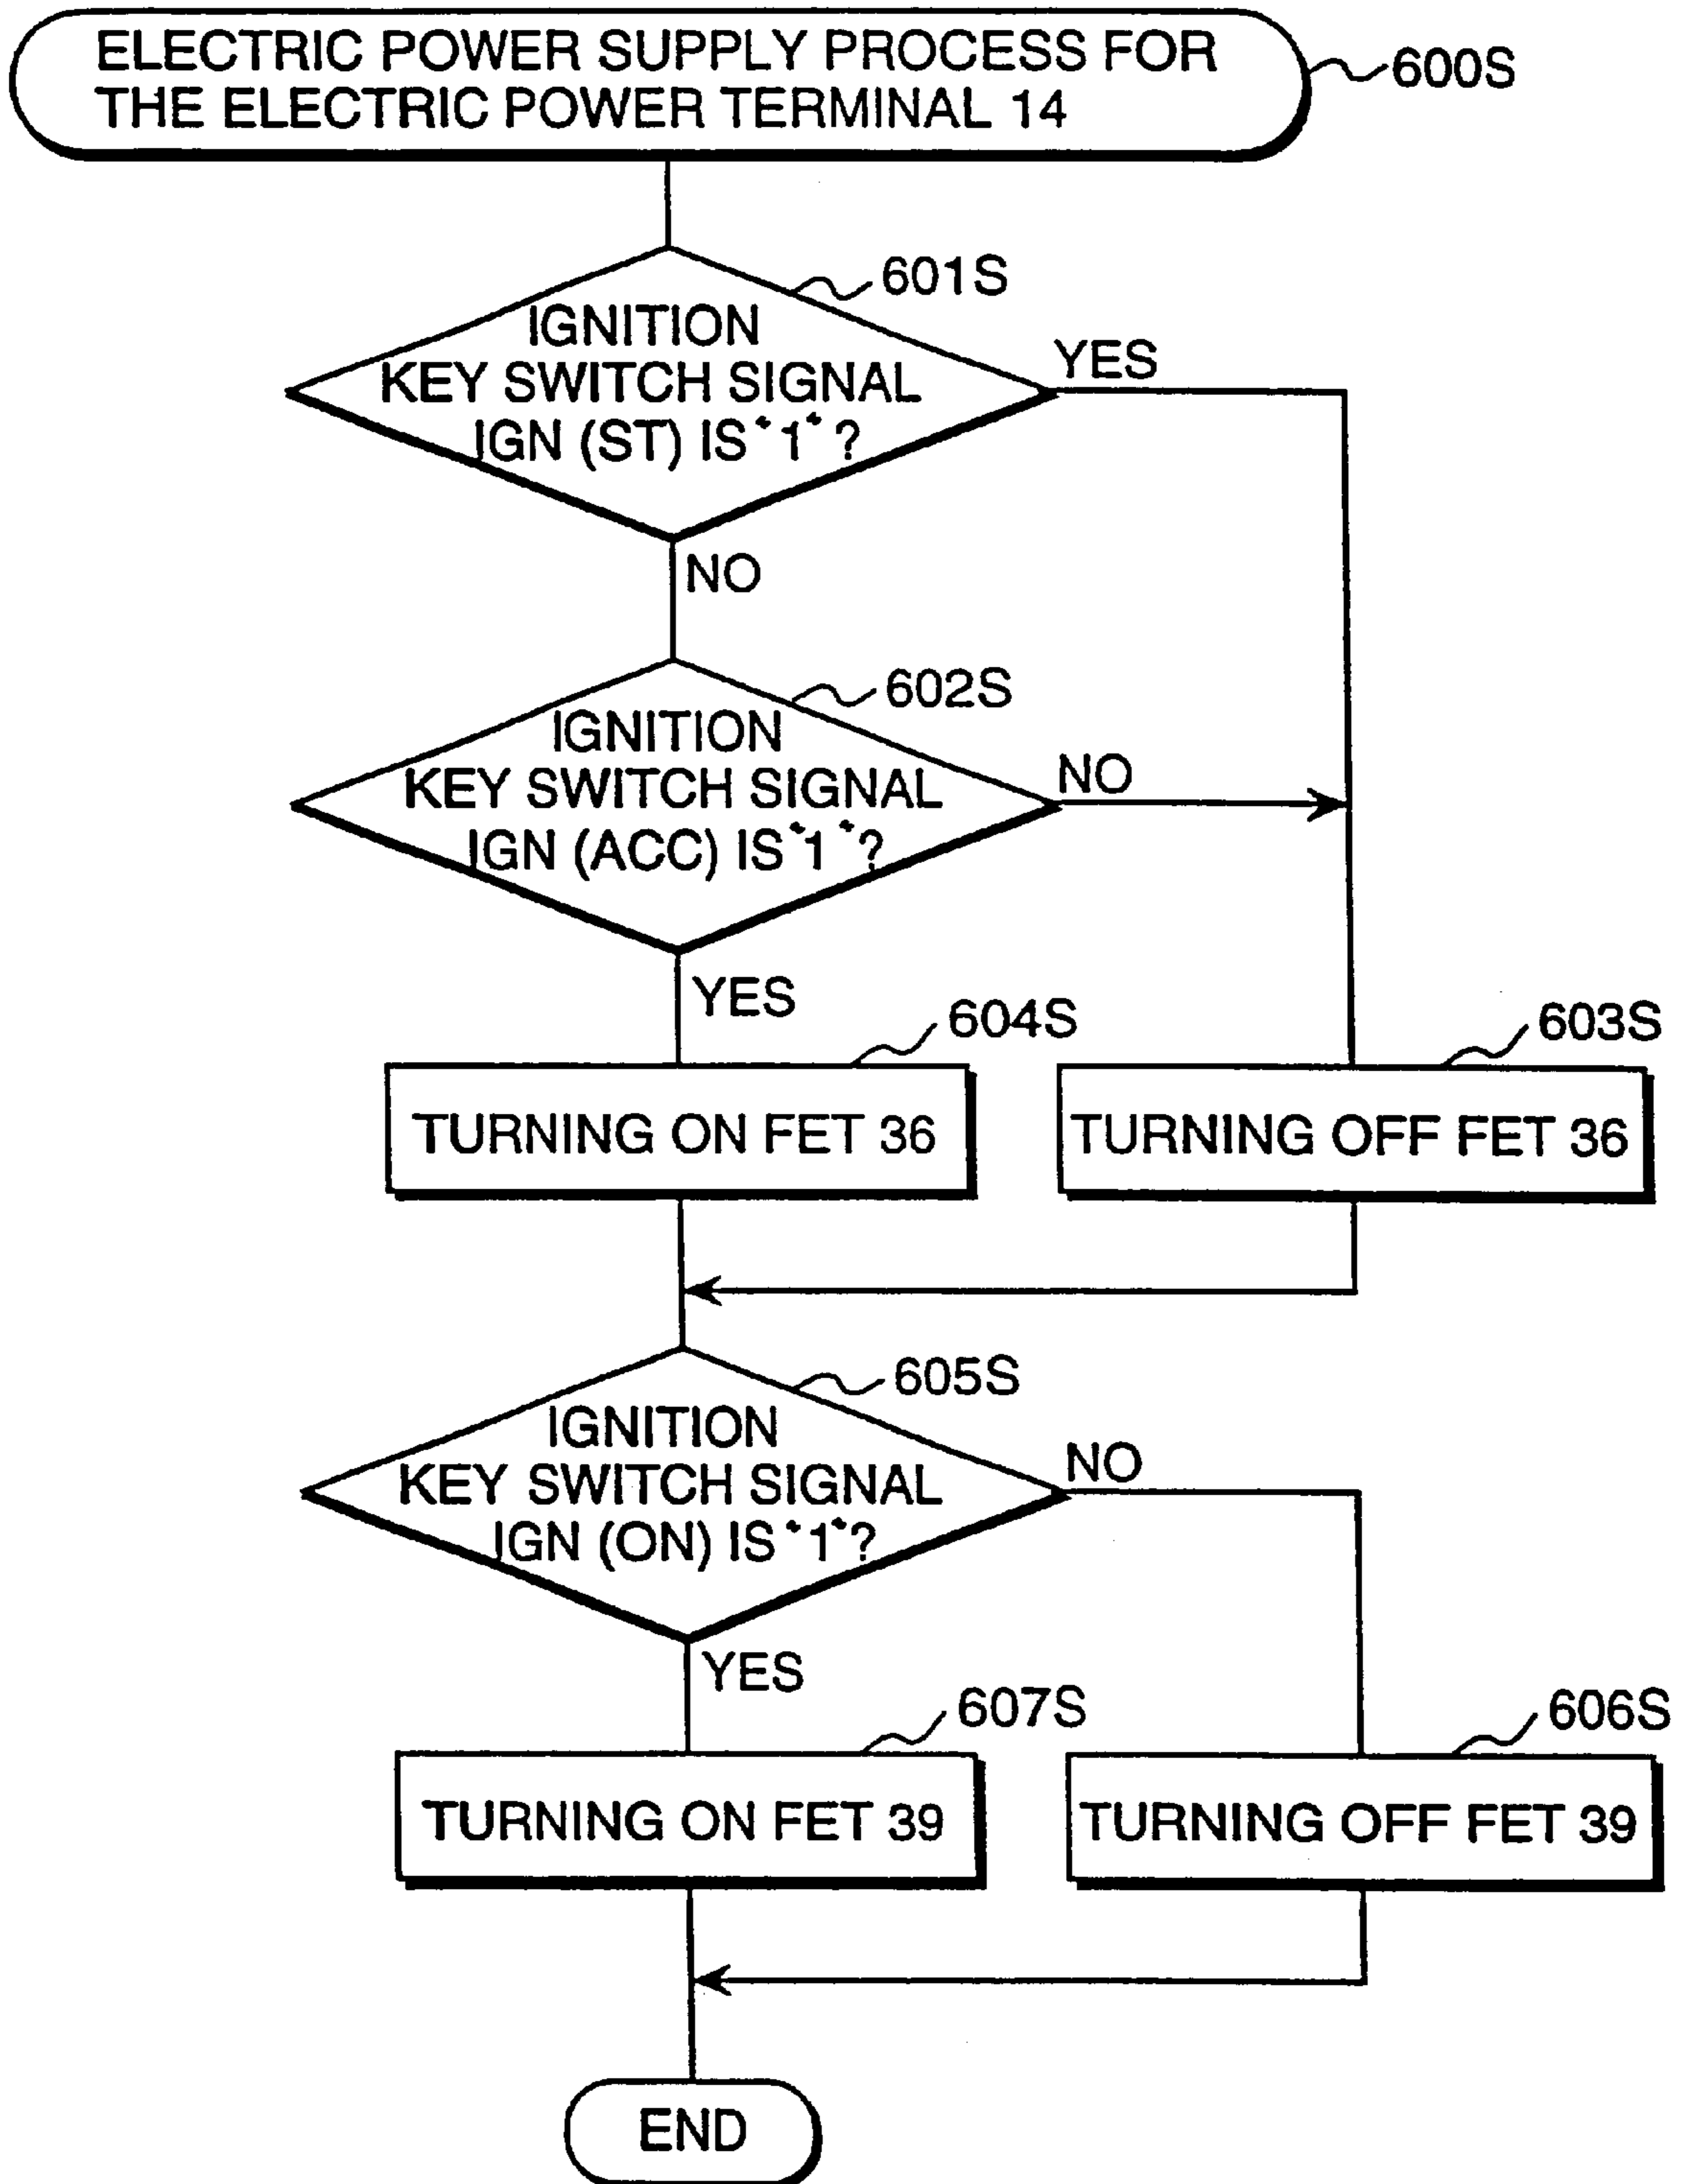 ELECTRIC POWER SUPPLY PROCESS FOR
THE ELECTRIC POWER TERMINAL 14
600S
601S
IGNITION
KEY SWITCH SIGNAL
IGN (ST) IS "1" ?
YES
NO
602S
IGNITION
KEY SWITCH SIGNAL
IGN (ACC) IS "1" ?
NO
YES
604S
603S
TURNING ON FET 36
TURNING OFF FET 36
605S
IGNITION
KEY SWITCH SIGNAL
IGN (ON) IS "1" ?
NO
YES
607S
606S
TURNING ON FET 39
TURNING OFF FET 39
END